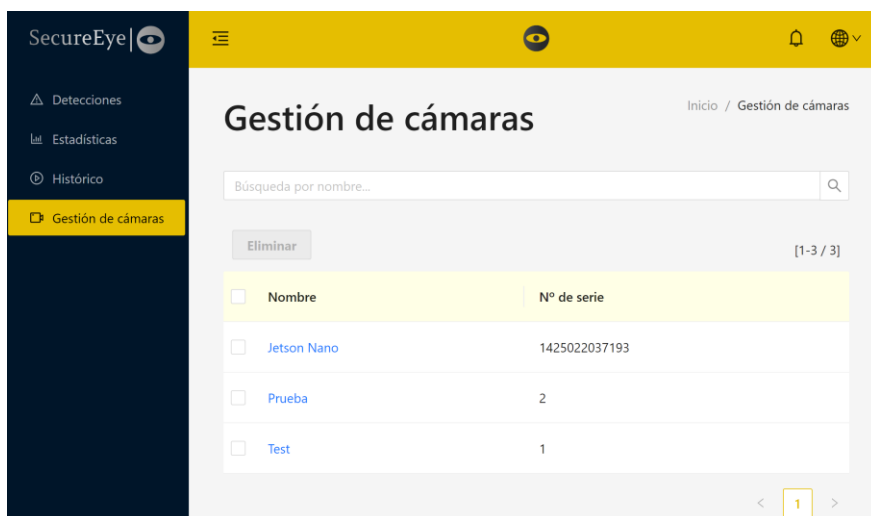 SecureEye|
Detecciones
Estadísticas
Histórico
Gestión de cámaras
Gestión de cámaras
Inicio / Gestión de cámaras
Búsqueda por nombre...
Eliminar
[1-3 / 3]
Nombre Nº de serie
Jetson Nano 1425022037193
Prueba 2
Test 1
< 1 >